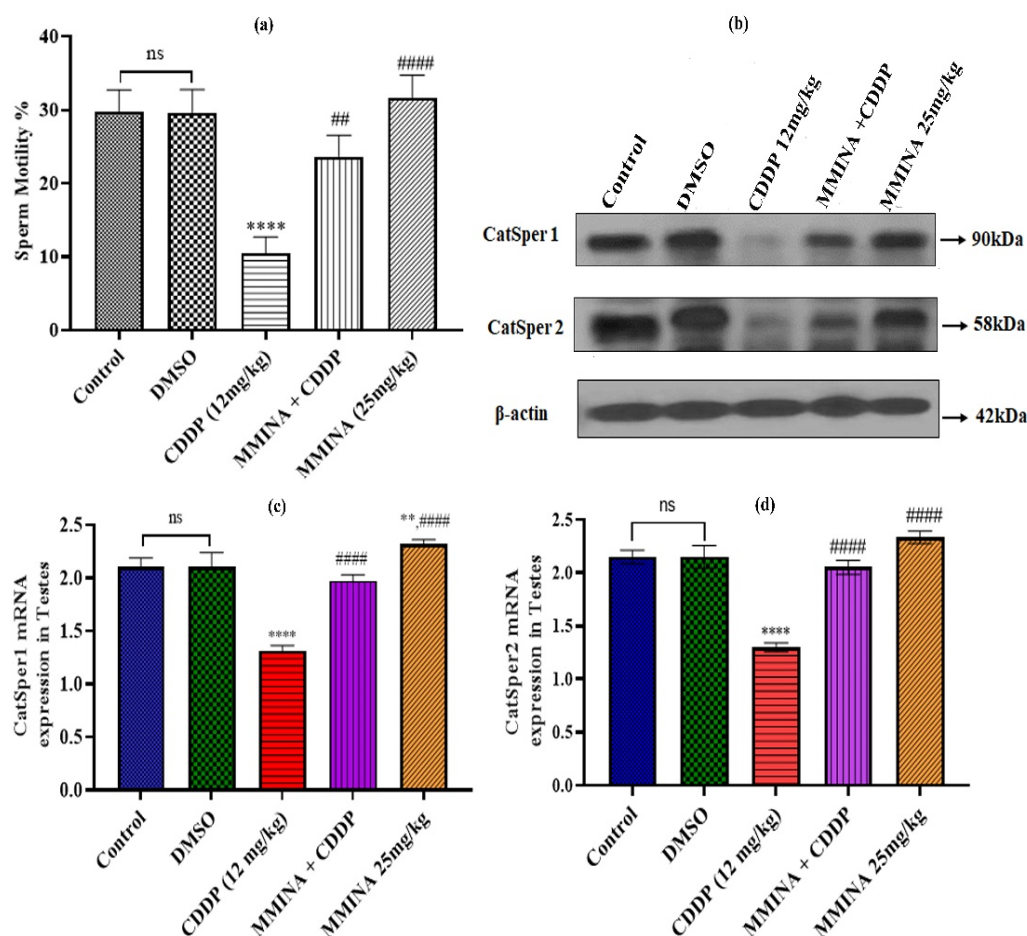 (a)
40
30
20
10
0
Sperm Motility %
ns
****
##
####
Control
DMSO
CDDP (12mg/kg)
MMINA + CDDP
MMINA (25mg/kg)
(b)
Control
DMSO
CDDP 12mg/kg
MMINA +CDDP
MMINA 25mg/kg
CatSper 1
90kDa
CatSper 2
58kDa
β-actin
42kDa
(c)
2.5
2.0
1.5
1.0
0.5
0.0
CatSper1 mRNA
expression in Testes
ns
****
####
**,####
Control
DMSO
CDDP (12 mg/kg)
MMINA + CDDP
MMINA 25mg/kg
(d)
2.5
2.0
1.5
1.0
0.5
0.0
CatSper2 mRNA
expression in Testes
ns
****
####
####
Control
DMSO
CDDP (12 mg/kg)
MMINA + CDDP
MMINA 25mg/kg